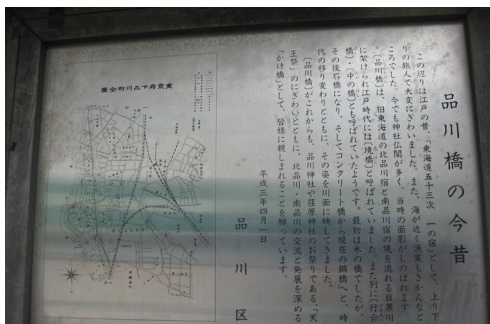 品川橋の今昔
この辺りは江戸の昔、「東海道五十三次 一の宿」として、上り下
りの旅人で大変にぎわいました。また、海が近く漁業もさかんなと
ころでした。今でも神社仏閣が多く、当時の面影がしのばれます。
〔品川橋〕は、旧東海道の北品川宿と南品川宿の境を流れる目黒川
に架けられ江戸時代には〔境橋〕と呼ばれていました。また別に〔行合
橋〕〔中の橋〕とも呼ばれていたようです。最初は木の橋でしたが、
その後石橋になり、そしてコンクリート橋から現在の鋼橋へと、時
代の移り変わりとともに、その姿を川面に映してきました。
〔品川橋〕がこれからも、品川神社や荏原神社のお祭りである、「天
王祭」のにぎわいとともに、北品川・南品川の交流と発展を深める
「かけ橋」として、皆様に親しまれることを願っています。
平成三年四月一日
品川区
東京府下品川町全図